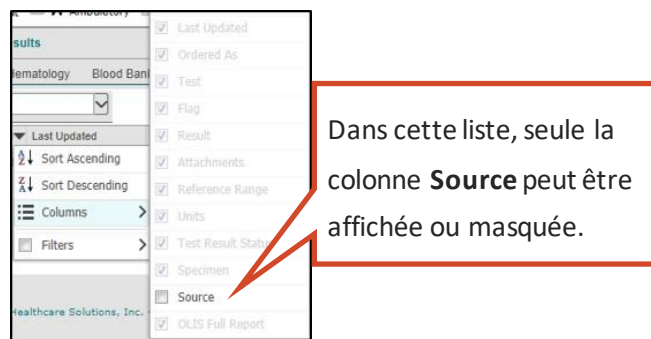 Ambulatory
sults
Hematology Blood Bank
Last Updated
Sort Ascending
Sort Descending
Columns
Filters
Healthcare Solutions, Inc.
Last Updated
Ordered As
Test
Flag
Result
Attachments
Reference Range
Units
Test Result Status
Specimen
Source
OLIS Full Report
Dans cette liste, seule la
colonne Source peut être
affichée ou masquée.